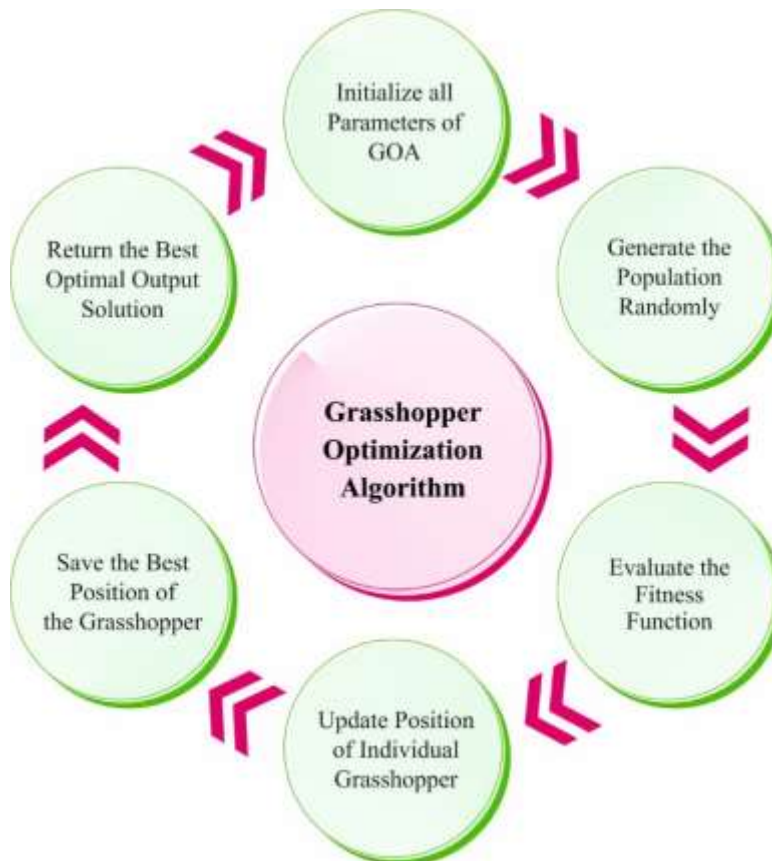 Initialize all
Parameters of
GOA
Generate the
Population
Randomly
Evaluate the
Fitness
Function
Update Position
of Individual
Grasshopper
Save the Best
Position of
the Grasshopper
Return the Best
Optimal Output
Solution
Grasshopper
Optimization
Algorithm